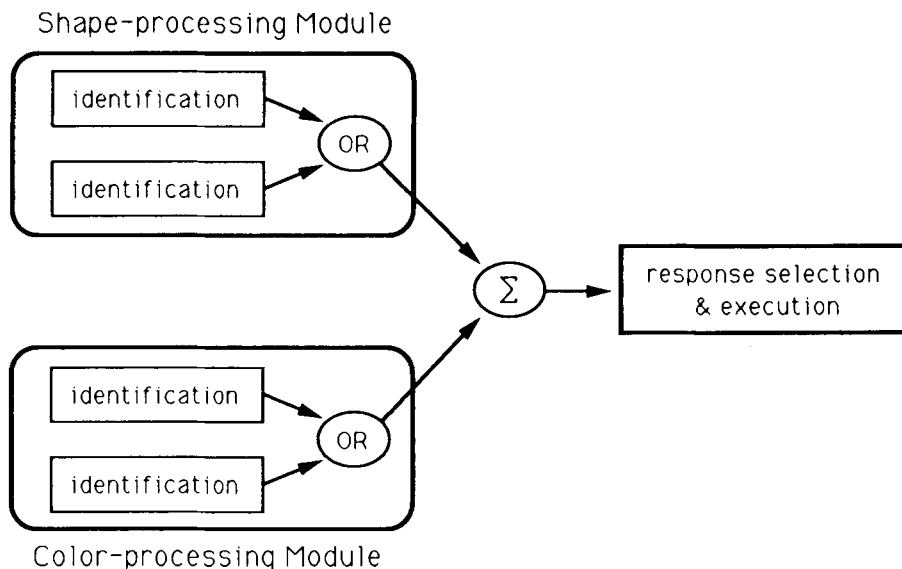 Shape-processing Module
identification
OR
identification
Σ
response selection
& execution
identification
OR
identification
Color-processing Module